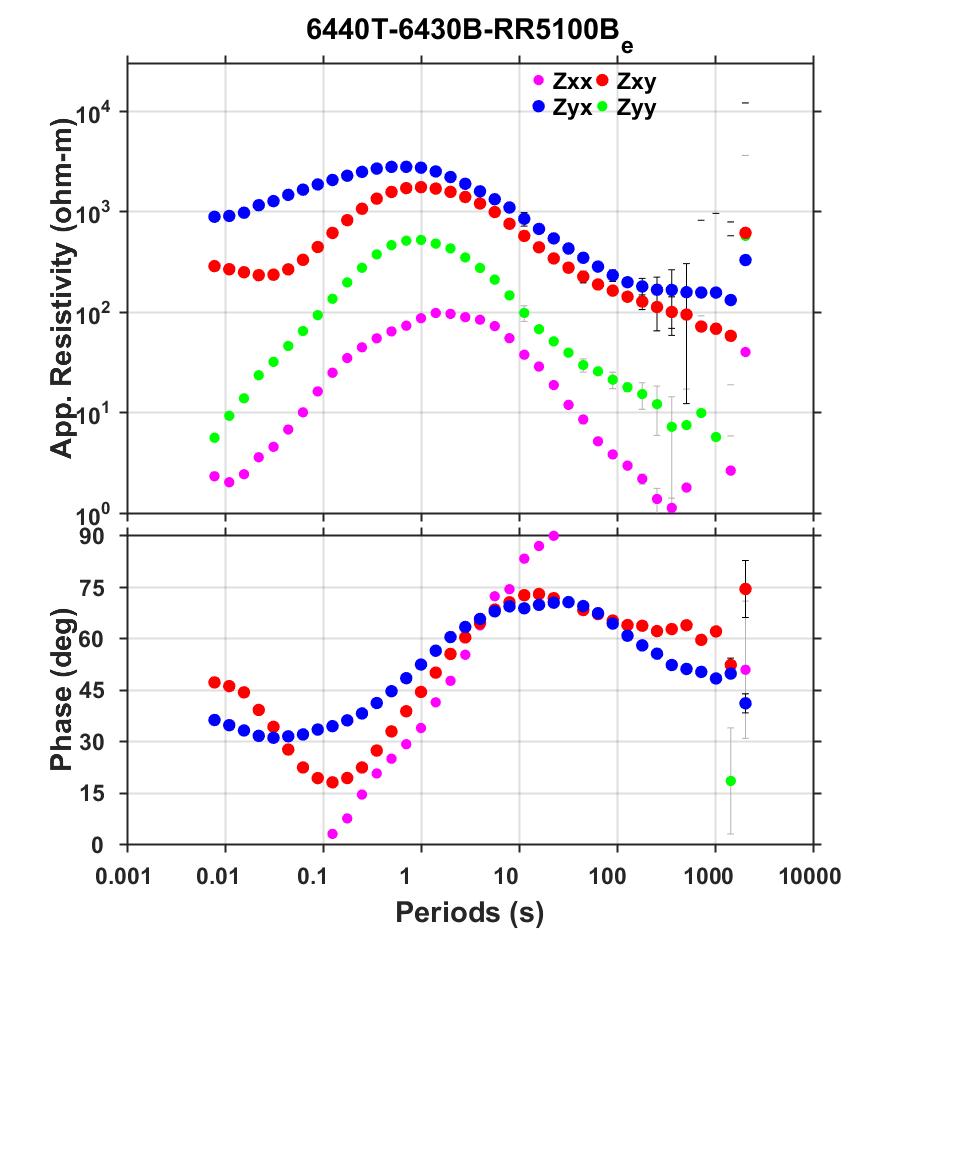 6440T-6430B-RR5100Be
Zxx Zxy
Zyx Zyy
App. Resistivity (ohm-m)
10^4
10^3
10^2
10^1
10^0
Phase (deg)
90
75
60
45
30
15
0
0.001 0.01 0.1 1 10 100 1000 10000
Periods (s)